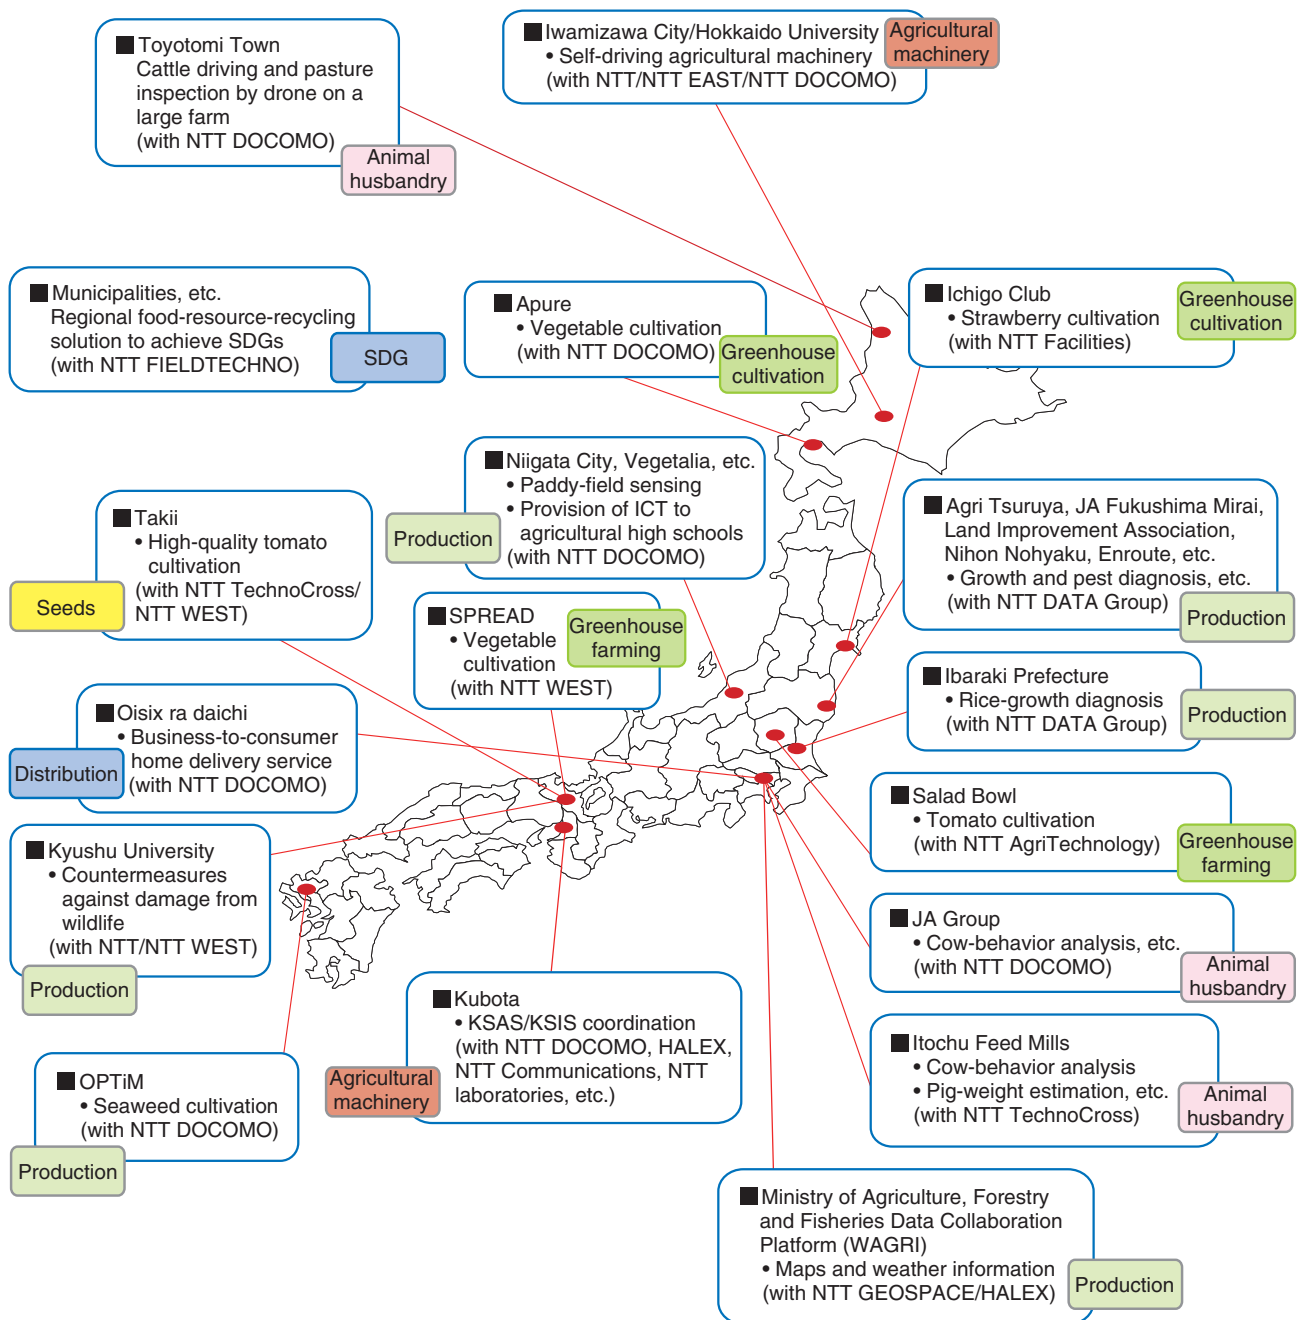 ■ Toyotomi Town
Cattle driving and pasture
inspection by drone on a
large farm
(with NTT DOCOMO)
Animal
husbandry
■ Iwamizawa City/Hokkaido University
• Self-driving agricultural machinery
(with NTT/NTT EAST/NTT DOCOMO)
Agricultural
machinery
■ Municipalities, etc.
Regional food-resource-recycling
solution to achieve SDGs
(with NTT FIELDTECHNO)
SDG
■ Apure
• Vegetable cultivation
(with NTT DOCOMO)
Greenhouse
cultivation
■ Ichigo Club
• Strawberry cultivation
(with NTT Facilities)
Greenhouse
cultivation
■ Niigata City, Vegetalia, etc.
• Paddy-field sensing
• Provision of ICT to
agricultural high schools
(with NTT DOCOMO)
Production
■ Takii
• High-quality tomato
cultivation
(with NTT TechnoCross/
NTT WEST)
Seeds
■ Agri Tsuruya, JA Fukushima Mirai,
Land Improvement Association,
Nihon Nohyaku, Enroute, etc.
• Growth and pest diagnosis, etc.
(with NTT DATA Group)
Production
■ SPREAD
• Vegetable
cultivation
(with NTT WEST)
Greenhouse
farming
■ Ibaraki Prefecture
• Rice-growth diagnosis
(with NTT DATA Group)
Production
■ Oisix ra daichi
• Business-to-consumer
home delivery service
(with NTT DOCOMO)
Distribution
■ Salad Bowl
• Tomato cultivation
(with NTT AgriTechnology)
Greenhouse
farming
■ Kyushu University
• Countermeasures
against damage from
wildlife
(with NTT/NTT WEST)
Production
■ JA Group
• Cow-behavior analysis, etc.
(with NTT DOCOMO)
Animal
husbandry
■ Kubota
• KSAS/KSIS coordination
(with NTT DOCOMO, HALEX,
NTT Communications, NTT
laboratories, etc.)
Agricultural
machinery
■ Itochu Feed Mills
• Cow-behavior analysis
• Pig-weight estimation, etc.
(with NTT TechnoCross)
Animal
husbandry
■ OPTiM
• Seaweed cultivation
(with NTT DOCOMO)
Production
■ Ministry of Agriculture, Forestry
and Fisheries Data Collaboration
Platform (WAGRI)
• Maps and weather information
(with NTT GEOSPACE/HALEX)
Production